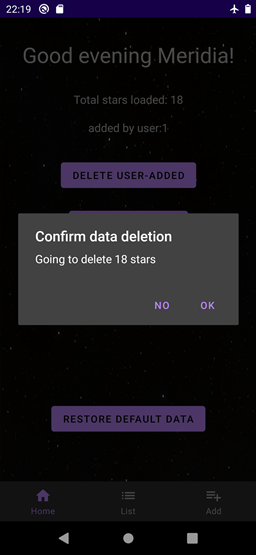 22:19
Good evening Meridia!
Total stars loaded: 18
added by user:1
DELETE USER-ADDED
Confirm data deletion
Going to delete 18 stars
NO OK
RESTORE DEFAULT DATA
Home List Add